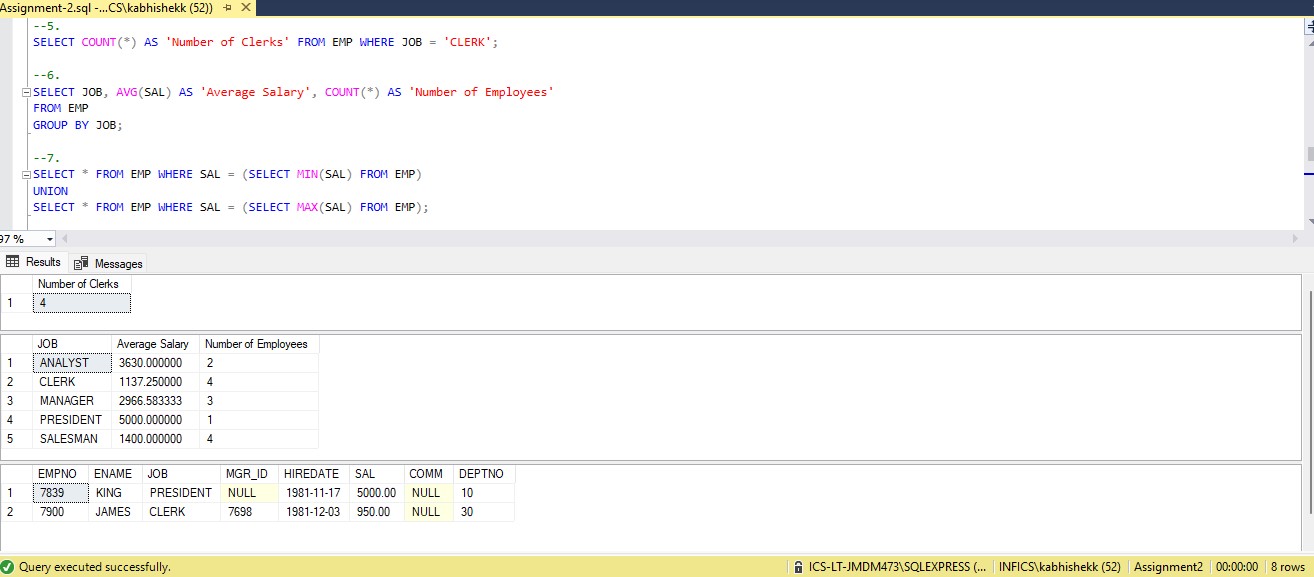 Assignment-2.sql -...CS\kabhishekk (52))
--5.
SELECT COUNT(*) AS 'Number of Clerks' FROM EMP WHERE JOB = 'CLERK';
--6.
SELECT JOB, AVG(SAL) AS 'Average Salary', COUNT(*) AS 'Number of Employees'
FROM EMP
GROUP BY JOB;
--7.
SELECT * FROM EMP WHERE SAL = (SELECT MIN(SAL) FROM EMP)
UNION
SELECT * FROM EMP WHERE SAL = (SELECT MAX(SAL) FROM EMP);
97 %
Results Messages
Number of Clerks
1 4
JOB Average Salary Number of Employees
1 ANALYST 3630.000000 2
2 CLERK 1137.250000 4
3 MANAGER 2966.583333 3
4 PRESIDENT 5000.000000 1
5 SALESMAN 1400.000000 4
EMPNO ENAME JOB MGR_ID HIREDATE SAL COMM DEPTNO
1 7839 KING PRESIDENT NULL 1981-11-17 5000.00 NULL 10
2 7900 JAMES CLERK 7698 1981-12-03 950.00 NULL 30
Query executed successfully. ICS-LT-JMDM473\SQLEXPRESS (... INFICS\kabhishekk (52) Assignment2 00:00:00 8 rows